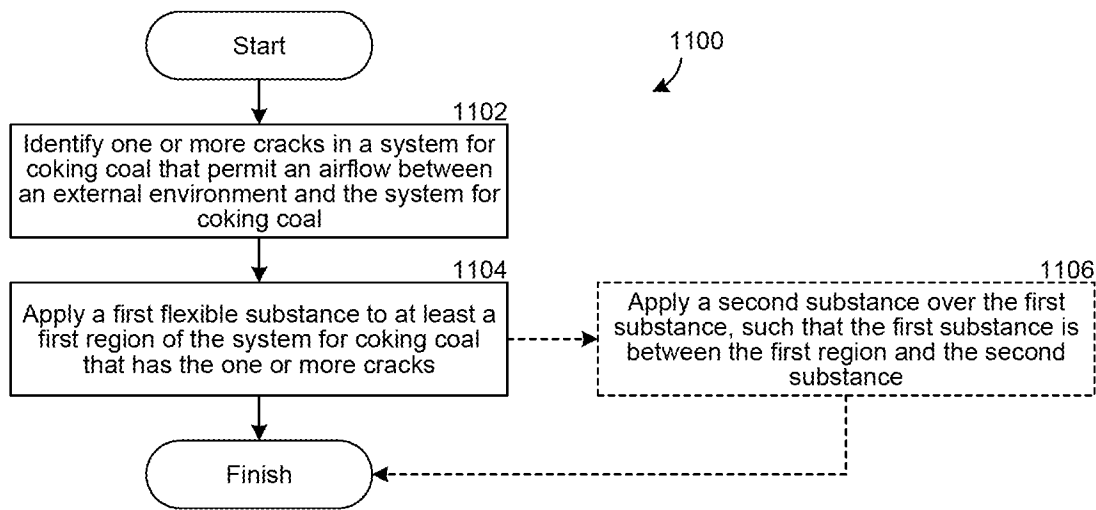 Start
1100
1102
Identify one or more cracks in a system for
coking coal that permit an airflow between
an external environment and the system for
coking coal
1104
Apply a first flexible substance to at least a
first region of the system for coking coal
that has the one or more cracks
1106
Apply a second substance over the first
substance, such that the first substance is
between the first region and the second
substance
Finish